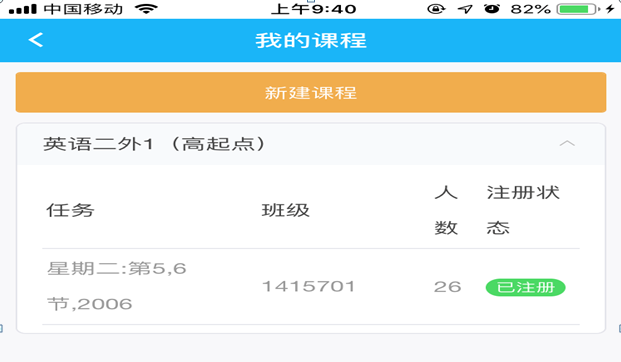 中国移动 上午9:40 82%
我的课程
新建课程
英语二外1（高起点）
任务 班级 人数 注册状态
星期二:第5,6
节,2006 1415701 26 已注册